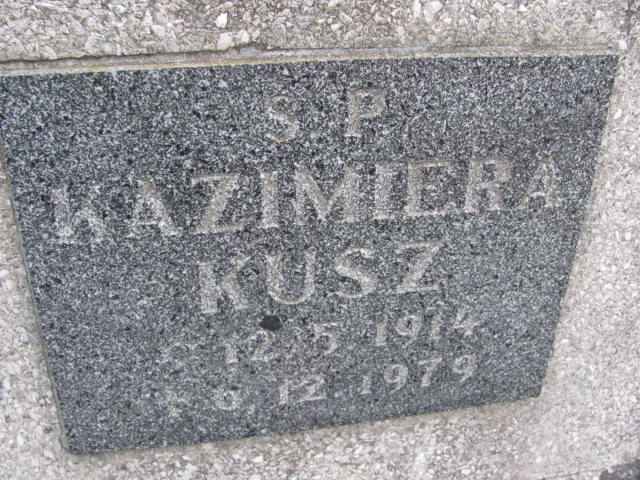 S. P.
KAZIMIERA
KUSZ
12.5.1914
12.1979